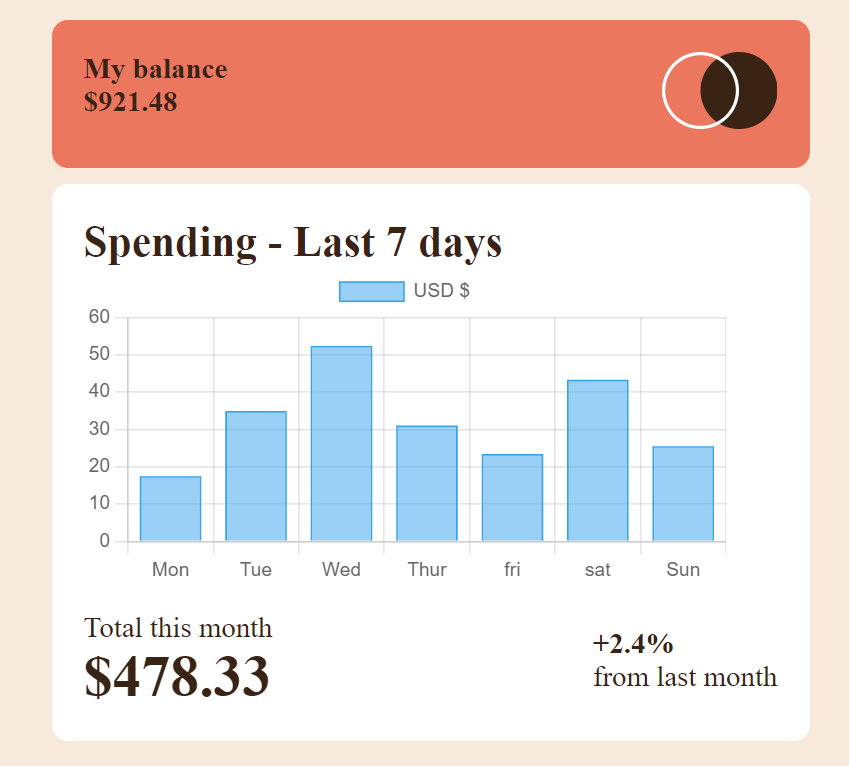 My balance
$921.48
Spending - Last 7 days
USD $
60
50
40
30
20
10
0
Mon Tue Wed Thur fri sat Sun
Total this month
$478.33
+2.4%
from last month